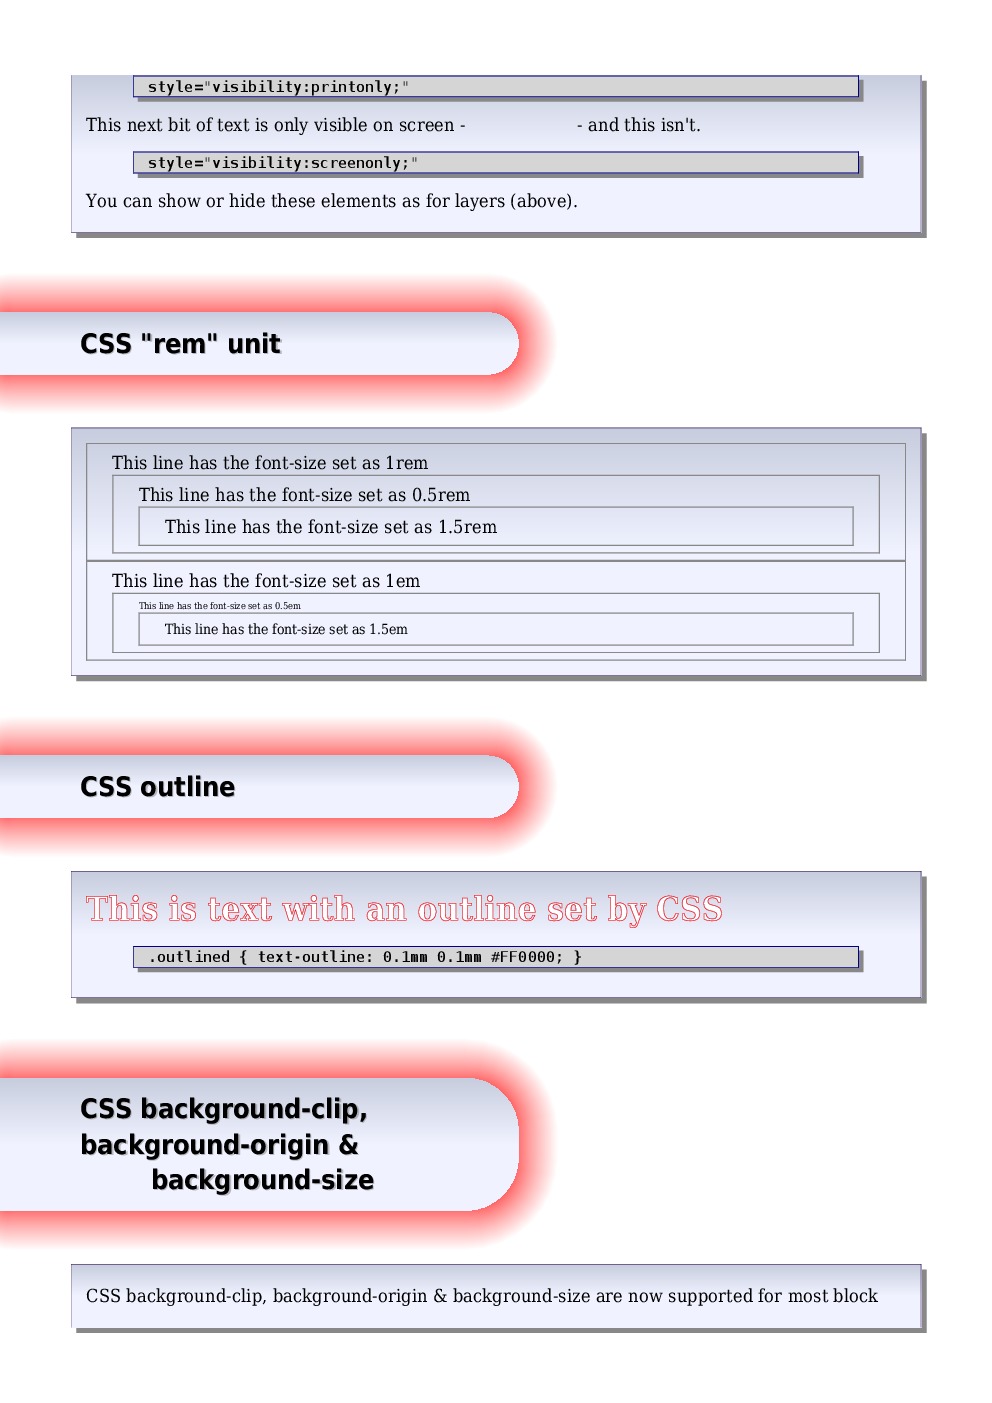 style="visibility:printonly;"
This next bit of text is only visible on screen - - and this isn't.
style="visibility:screenonly;"
You can show or hide these elements as for layers (above).
CSS "rem" unit
This line has the font-size set as 1rem
This line has the font-size set as 0.5rem
This line has the font-size set as 1.5rem
This line has the font-size set as 1em
This line has the font-size set as 0.5em
This line has the font-size set as 1.5em
CSS outline
This is text with an outline set by CSS
.outlined { text-outline: 0.1mm 0.1mm #FF0000; }
CSS background-clip,
background-origin &
background-size
CSS background-clip, background-origin & background-size are now supported for most block